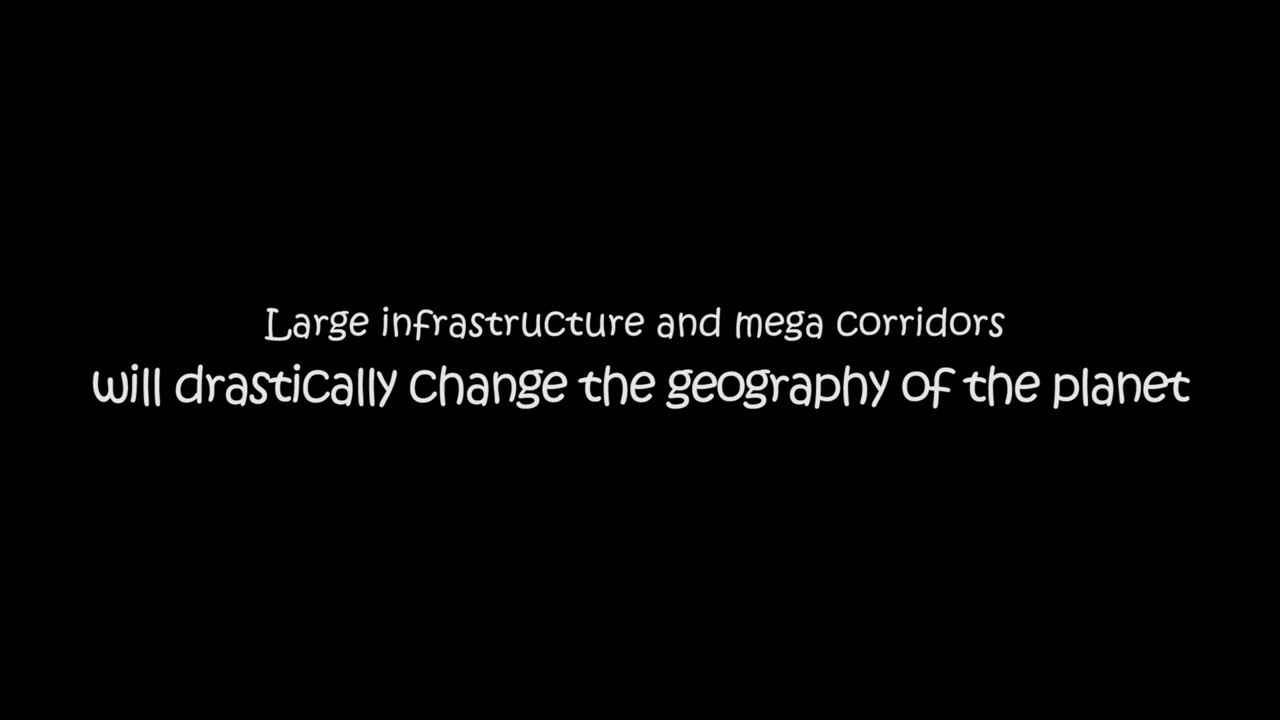 Large infrastructure and mega corridors
will drastically change the geography of the planet